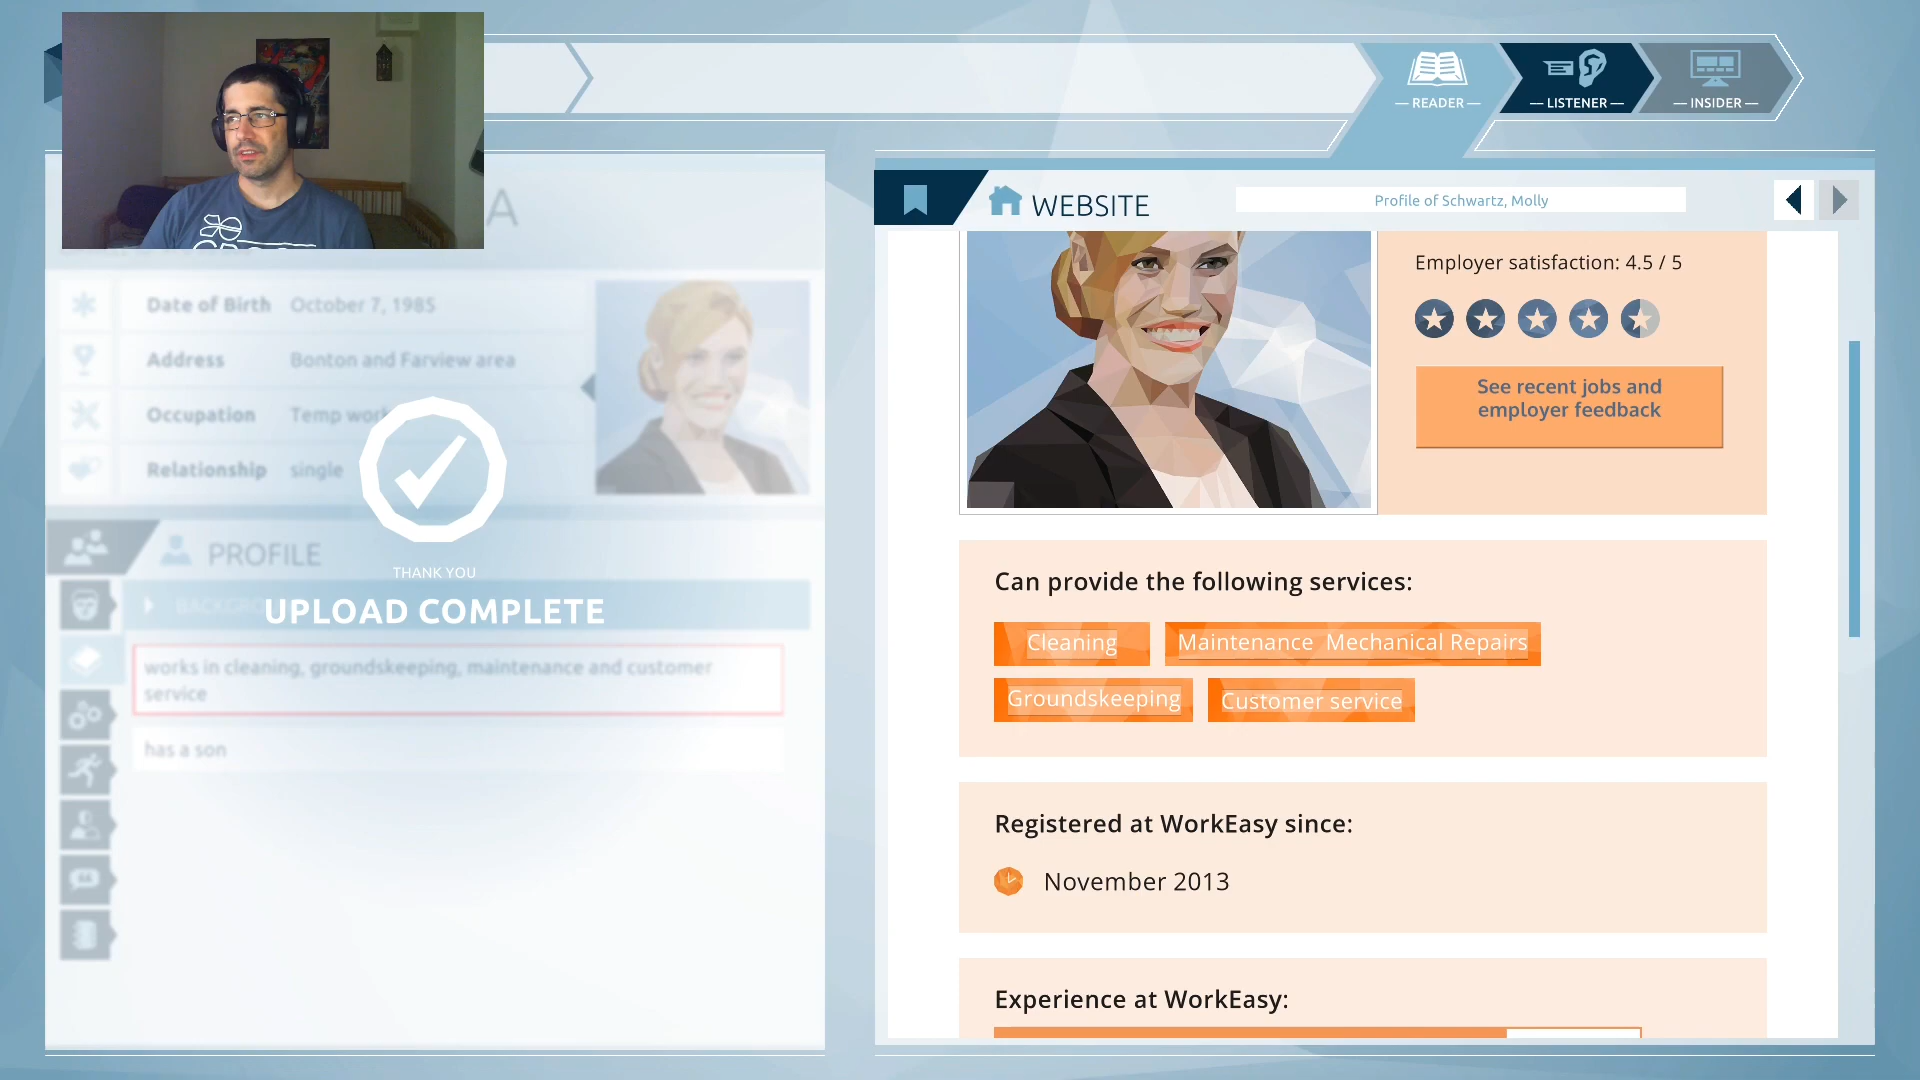 READER
LISTENER
INSIDER
A
WEBSITE
Profile of Schwartz, Molly
Date of Birth October 7, 1985
Address Bonton and Farview area
Occupation Temp
Relationship single
PROFILE
THANK YOU
UPLOAD COMPLETE
works in cleaning, groundskeeping, maintenance and customer
service
has a son
Employer satisfaction: 4.5 / 5
See recent jobs and
employer feedback
Can provide the following services:
Cleaning
Maintenance Mechanical Repairs
Groundskeeping
Customer service
Registered at WorkEasy since:
November 2013
Experience at WorkEasy: